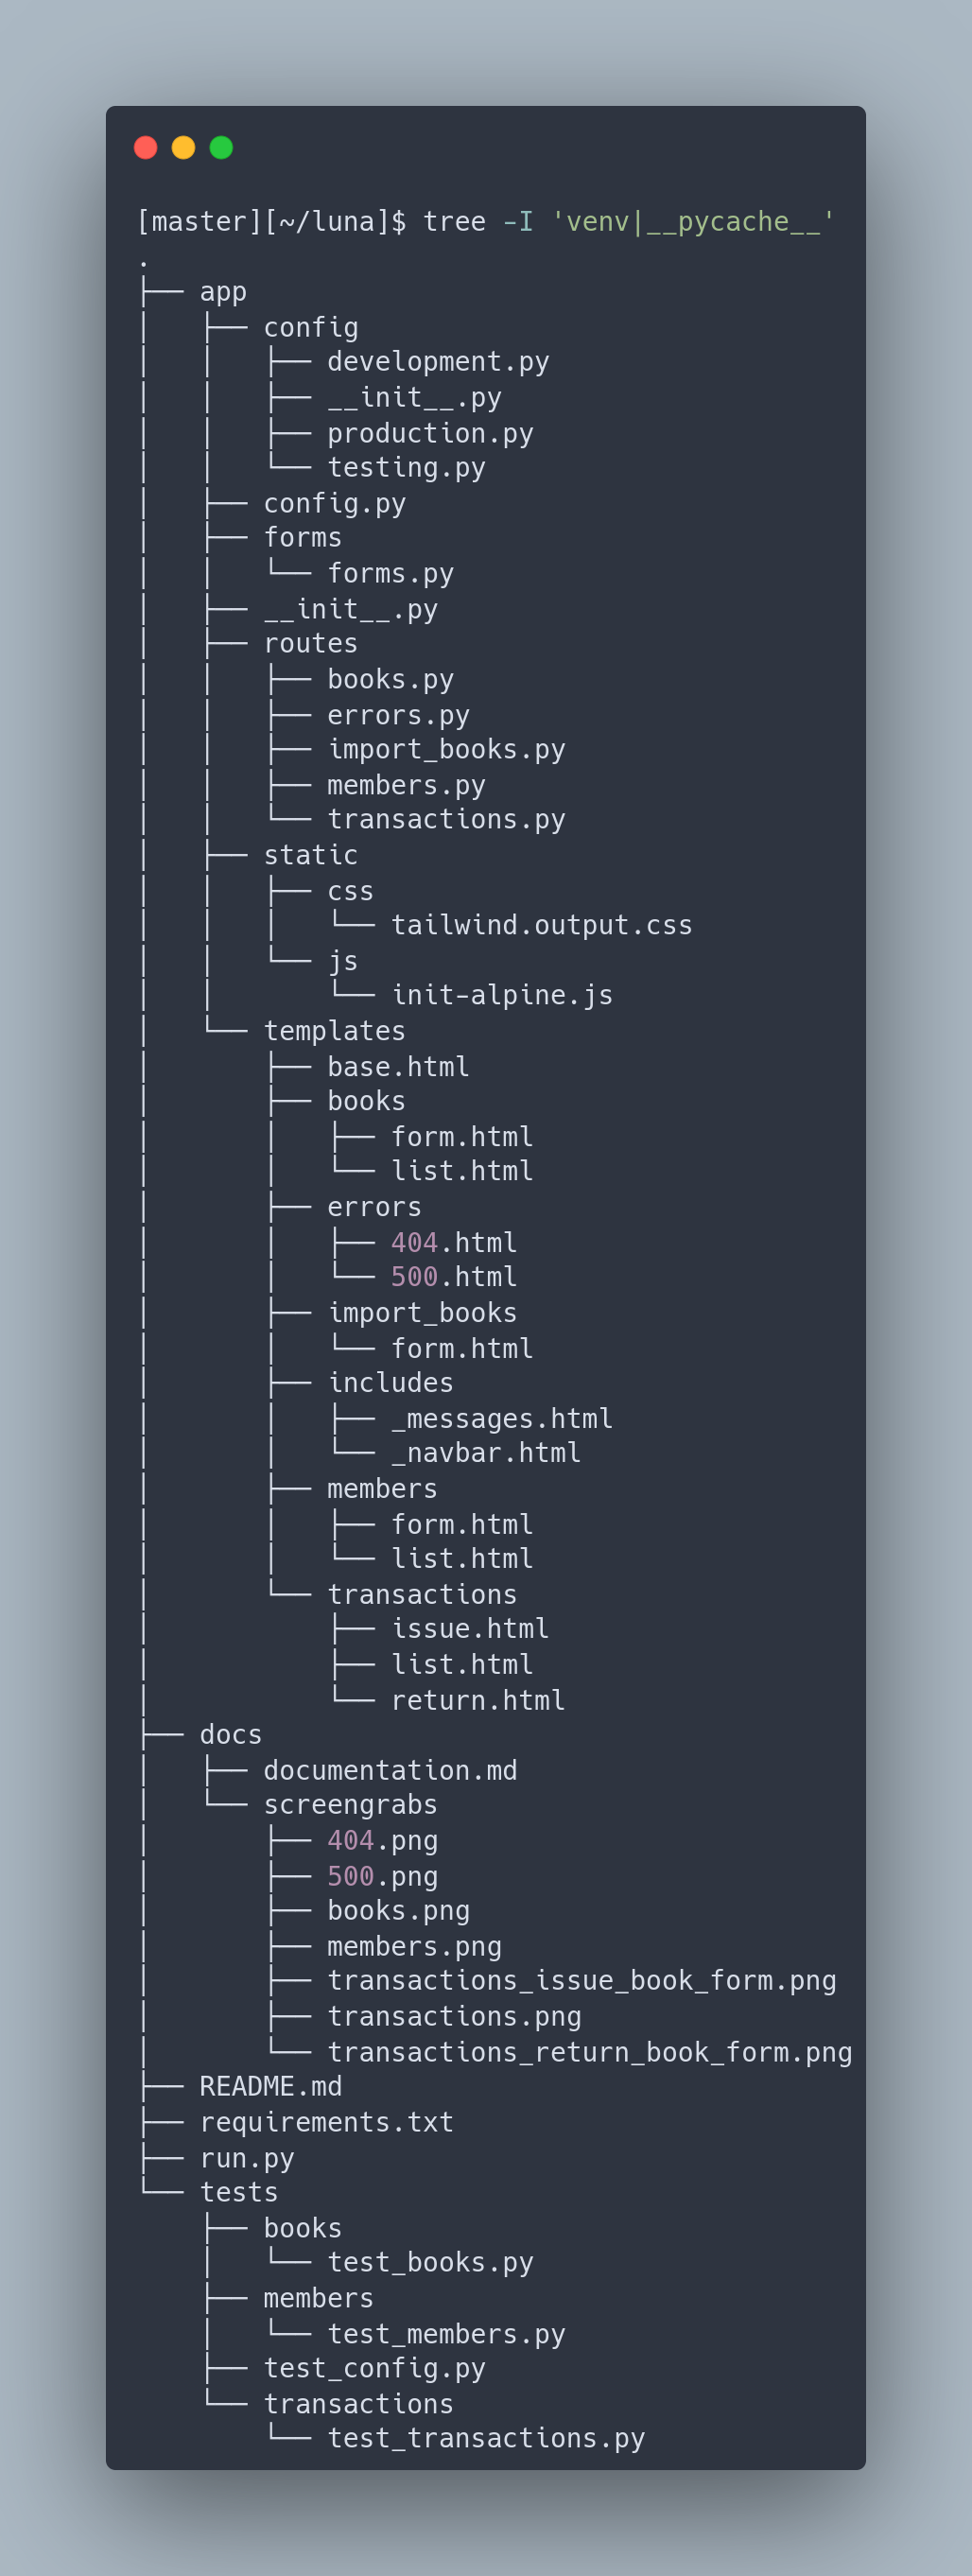 [master][~/luna]$ tree -I 'venv|__pycache__'
.
├── app
│   ├── config
│   │   ├── development.py
│   │   ├── __init__.py
│   │   ├── production.py
│   │   └── testing.py
│   ├── config.py
│   ├── forms
│   │   └── forms.py
│   ├── __init__.py
│   ├── routes
│   │   ├── books.py
│   │   ├── errors.py
│   │   ├── import_books.py
│   │   ├── members.py
│   │   └── transactions.py
│   ├── static
│   │   ├── css
│   │   │   └── tailwind.output.css
│   │   └── js
│   │       └── init-alpine.js
│   └── templates
│       ├── base.html
│       ├── books
│       │   ├── form.html
│       │   └── list.html
│       ├── errors
│       │   ├── 404.html
│       │   └── 500.html
│       ├── import_books
│       │   └── form.html
│       ├── includes
│       │   ├── _messages.html
│       │   └── _navbar.html
│       ├── members
│       │   ├── form.html
│       │   └── list.html
│       └── transactions
│           ├── issue.html
│           ├── list.html
│           └── return.html
├── docs
│   ├── documentation.md
│   └── screengrabs
│       ├── 404.png
│       ├── 500.png
│       ├── books.png
│       ├── members.png
│       ├── transactions_issue_book_form.png
│       ├── transactions.png
│       └── transactions_return_book_form.png
├── README.md
├── requirements.txt
├── run.py
└── tests
    ├── books
    │   └── test_books.py
    ├── members
    │   └── test_members.py
    ├── test_config.py
    └── transactions
        └── test_transactions.py